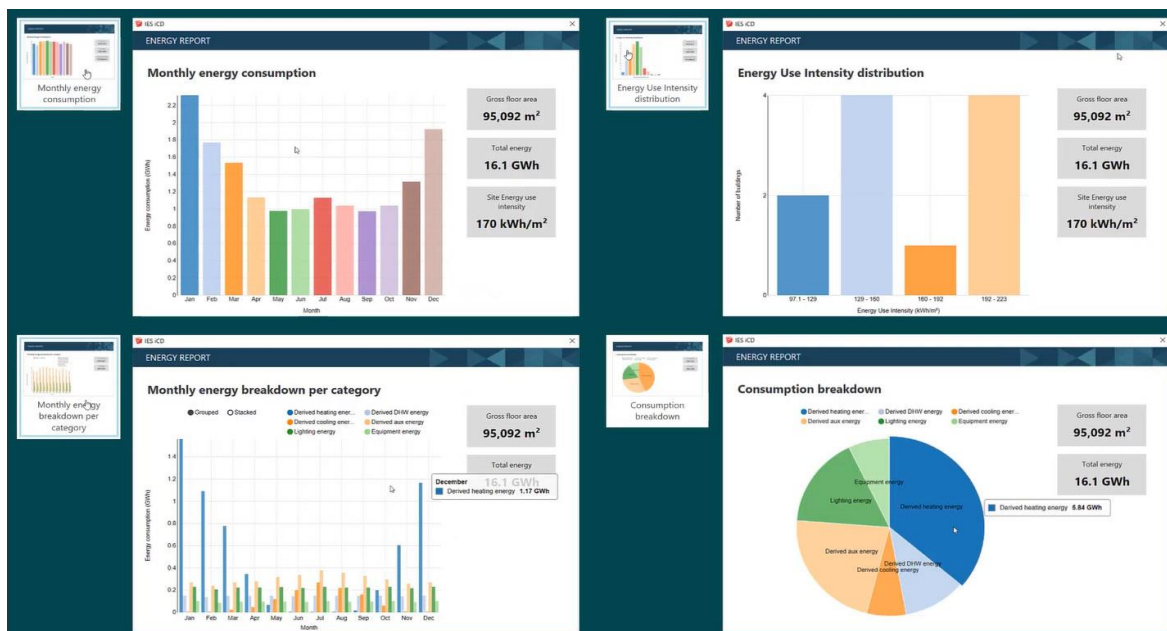 Monthly energy
consumption
IES iCD
ENERGY REPORT
Monthly energy consumption
Energy consumption (GWh)
2.2
2
1.8
1.6
1.4
1.2
1
0.8
0.6
0.4
0.2
0
Jan Feb Mar Apr May Jun Jul Aug Sep Oct Nov Dec
Month
Gross floor area
95,092 m²
Total energy
16.1 GWh
Site Energy use
intensity
170 kWh/m²
Energy Use Intensity
distribution
IES iCD
ENERGY REPORT
Energy Use Intensity distribution
Number of buildings
4
2
0
97.1 - 129 129 - 160 160 - 192 192 - 223
Energy Use Intensity (kWh/m²)
Gross floor area
95,092 m²
Total energy
16.1 GWh
Site Energy use
intensity
170 kWh/m²
Monthly energy
breakdown per
category
IES iCD
ENERGY REPORT
Monthly energy breakdown per category
Grouped Stacked
Derived heating ener... Derived DHW energy
Derived cooling ener... Derived aux energy
Lighting energy Equipment energy
Energy consumption (GWh)
1.4
1.2
1
0.8
0.6
0.4
0.2
0
Jan Feb Mar Apr May Jun Jul Aug Sep Oct Nov Dec
Month
December
Derived heating energy 1.17 GWh
Gross floor area
95,092 m²
Total energy
16.1 GWh
Consumption
breakdown
IES iCD
ENERGY REPORT
Consumption breakdown
Derived heating ener... Derived DHW energy Derived cooling ener...
Derived aux energy Lighting energy Equipment energy
Equipment energy
Lighting energy
Derived heating energy
Derived aux energy
Derived DHW energy
Derived cooling energy
Derived heating energy 5.84 GWh
Gross floor area
95,092 m²
Total energy
16.1 GWh